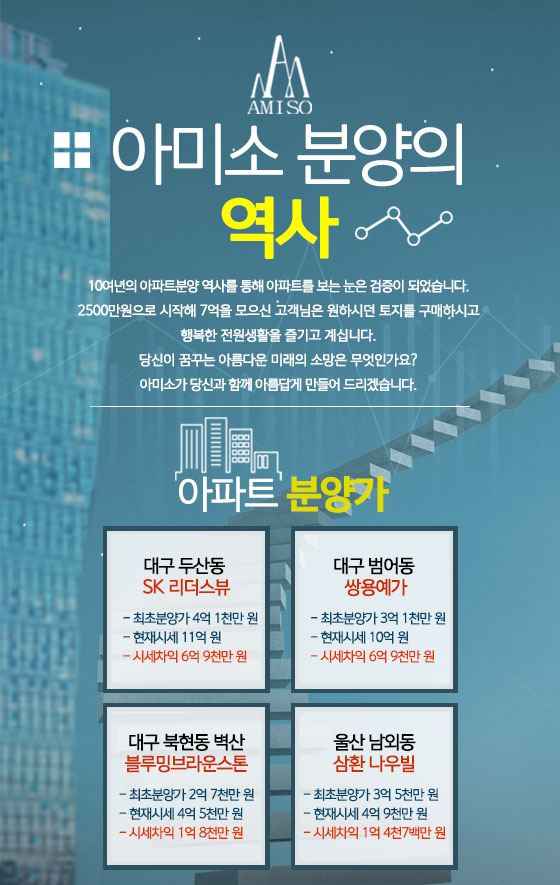 AMISO
아미소 분양의
역사
10여년의 아파트분양 역사를 통해 아파트를 보는 눈은 검증이 되었습니다.
2500만원으로 시작해 7억을 모으신 고객님은 원하시던 토지를 구매하시고
행복한 전원생활을 즐기고 계십니다.
당신이 꿈꾸는 아름다운 미래의 소망은 무엇인가요?
아미소가 당신과 함께 아름답게 만들어 드리겠습니다.
아파트 분양가
대구 두산동
SK 리더스뷰
- 최초분양가 4억 1천만 원
- 현재시세 11억 원
- 시세차익 6억 9천만 원
대구 범어동
쌍용예가
- 최초분양가 3억 1천만 원
- 현재시세 10억 원
- 시세차익 6억 9천만 원
대구 북현동 벽산
블루밍브라운스톤
- 최초분양가 2억 7천만 원
- 현재시세 4억 5천만 원
- 시세차익 1억 8천만 원
울산 남외동
삼환 나우빌
- 최초분양가 3억 5천만 원
- 현재시세 4억 9천만 원
- 시세차익 1억 4천7백만 원